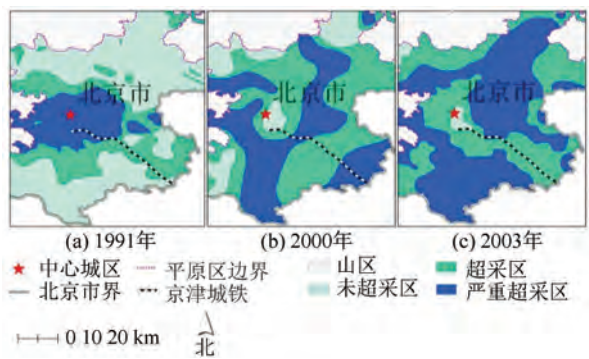 北京市
北京市
北京市
(a) 1991年
(b) 2000年
(c) 2003年
中心城区
平原区边界
山区
超采区
北京市界
京津城铁
未超采区
严重超采区
0 10 20 km
北